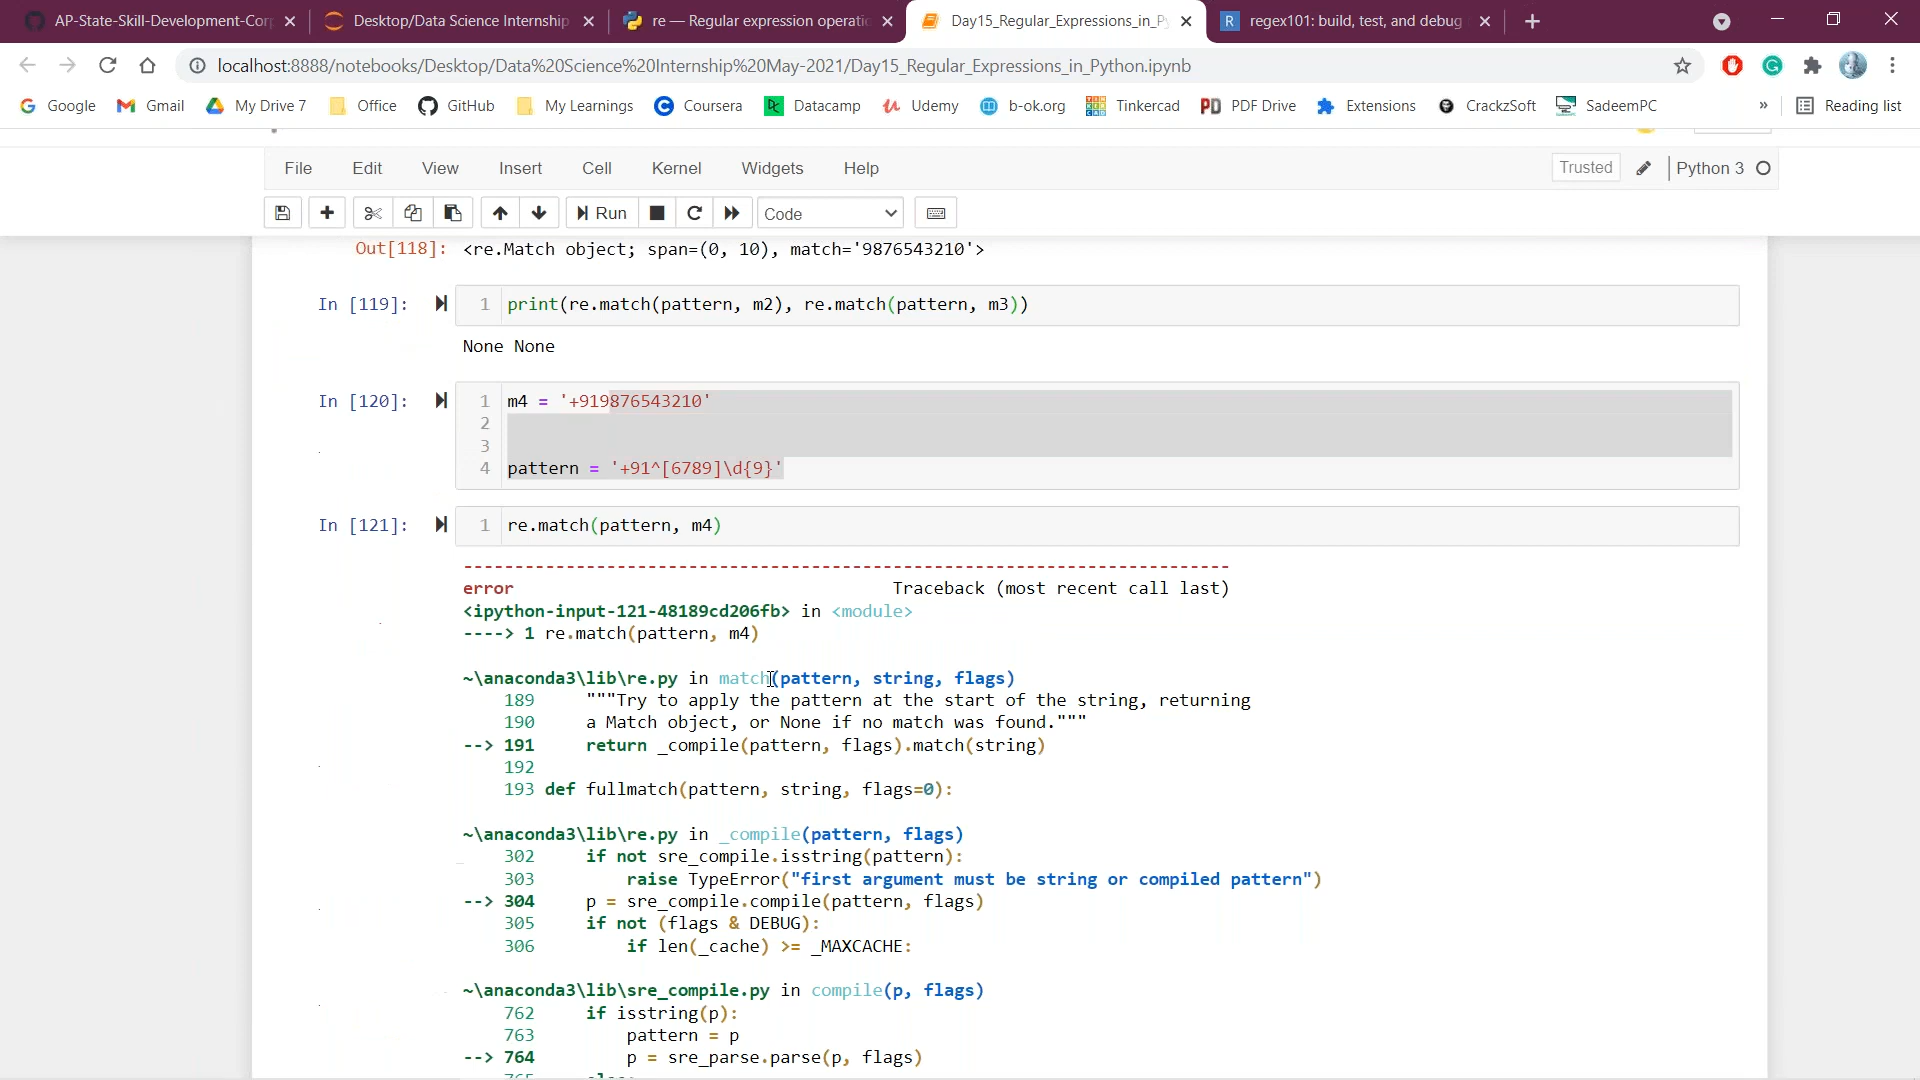 AP-State-Skill-Development-Corp
Desktop/Data Science Internship
re — Regular expression operatio
Day15_Regular_Expressions_in_Py
R regex101: build, test, and debug
localhost:8888/notebooks/Desktop/Data%20Science%20Internship%20May-2021/Day15_Regular_Expressions_in_Python.ipynb
Google Gmail My Drive 7 Office GitHub My Learnings Coursera Datacamp Udemy b-ok.org Tinkercad PDF Drive Extensions CrackzSoft SadeemPC » Reading list
File Edit View Insert Cell Kernel Widgets Help Trusted Python 3
Run Code
Out[118]: <re.Match object; span=(0, 10), match='9876543210'>
In [119]: 1 print(re.match(pattern, m2), re.match(pattern, m3))
None None
In [120]: 1 m4 = '+919876543210'
2
3
4 pattern = '+91^[6789]\d{9}'
In [121]: 1 re.match(pattern, m4)
---------------------------------------------------------------------------
error Traceback (most recent call last)
<ipython-input-121-48189cd206fb> in <module>
----> 1 re.match(pattern, m4)
~\anaconda3\lib\re.py in match(pattern, string, flags)
189 """Try to apply the pattern at the start of the string, returning
190 a Match object, or None if no match was found."""
--> 191 return _compile(pattern, flags).match(string)
192
193 def fullmatch(pattern, string, flags=0):
~\anaconda3\lib\re.py in _compile(pattern, flags)
302 if not sre_compile.isstring(pattern):
303 raise TypeError("first argument must be string or compiled pattern")
--> 304 p = sre_compile.compile(pattern, flags)
305 if not (flags & DEBUG):
306 if len(_cache) >= _MAXCACHE:
~\anaconda3\lib\sre_compile.py in compile(p, flags)
762 if isstring(p):
763 pattern = p
--> 764 p = sre_parse.parse(p, flags)